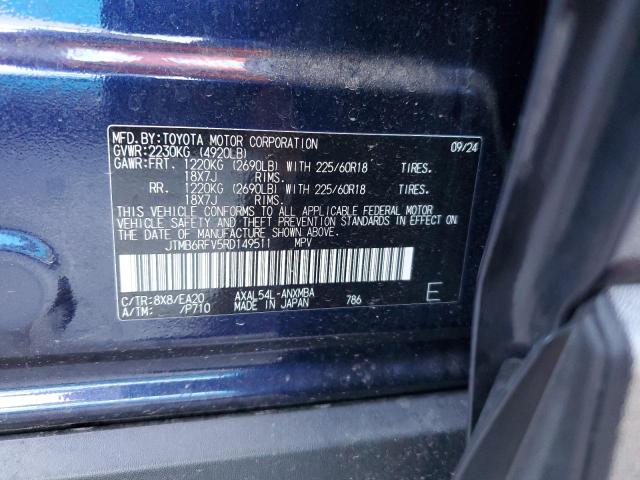 MFD.BY:TOYOTA MOTOR CORPORATION 09/24
GVWR:2230KG (4920LB)
GAWR:FRT. 1220KG (2690LB) WITH 225/60R18 TIRES.
18X7J RIMS.
RR. 1220KG (2690LB) WITH 225/60R18 TIRES.
18X7J RIMS.
THIS VEHICLE CONFORMS TO ALL APPLICABLE FEDERAL MOTOR
VEHICLE SAFETY AND THEFT PREVENTION STANDARDS IN EFFECT ON
THE DATE OF MANUFACTURE SHOWN ABOVE.
JTMB6RFV5RD149511 MPV
C/TR:8X8/EA20 AXAL54L-ANXMBA 786 E
A/TM: /P710 MADE IN JAPAN